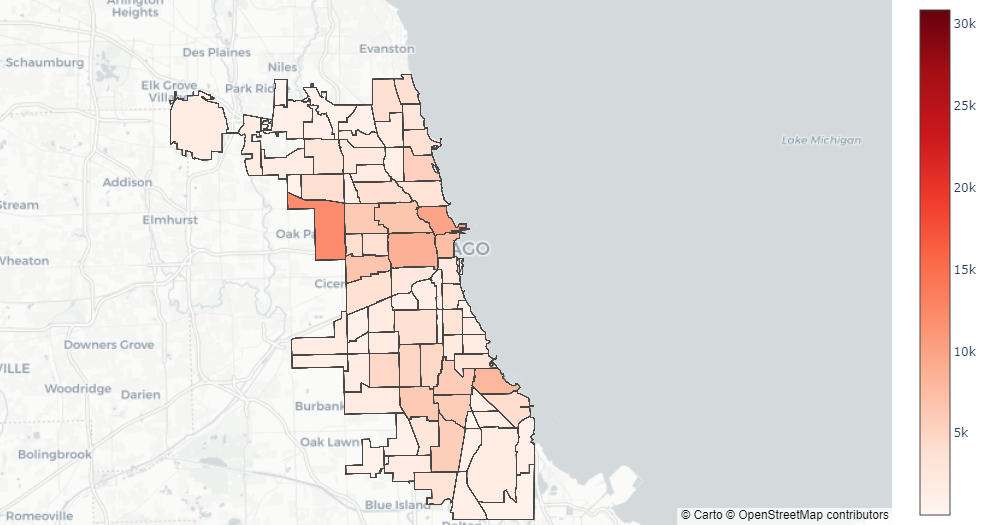 Arlington
Heights
Evanston
Des Plaines
Schaumburg
Niles
Elk Grove
Villa
Park Rid
Lake Michigan
Addison
Stream
Elmhurst
Oak Pa
AGO
Wheaton
Cicer
Downers Grove
VILLE
Woodridge
Darien
Burbank
Oak Lawn
Bolingbrook
Blue Island
Romeoville
Dolton
© Carto © OpenStreetMap contributors
30k
25k
20k
15k
10k
5k